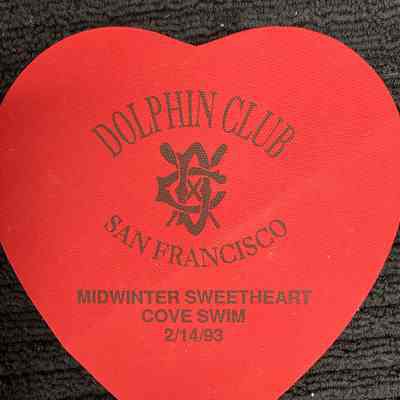 DOLPHIN CLUB
SAN FRANCISCO
MIDWINTER SWEETHEART
COVE SWIM
2/14/93